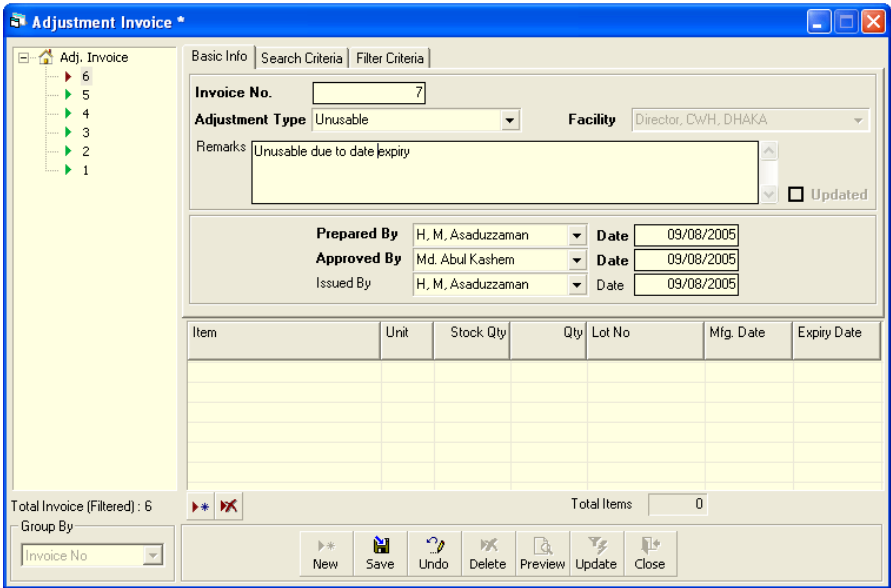 Adjustment Invoice *
Adj. Invoice
6
5
4
3
2
1
Basic Info Search Criteria Filter Criteria
Invoice No. 7
Adjustment Type Unusable Facility Director, CWH, DHAKA
Remarks Unusable due to date expiry
Updated
Prepared By H, M, Asaduzzaman Date 09/08/2005
Approved By Md. Abul Kashem Date 09/08/2005
Issued By H, M, Asaduzzaman Date 09/08/2005
Item Unit Stock Qty Qty Lot No Mfg. Date Expiry Date
Total Invoice (Filtered) : 6
Total Items 0
Group By
Invoice No
New Save Undo Delete Preview Update Close